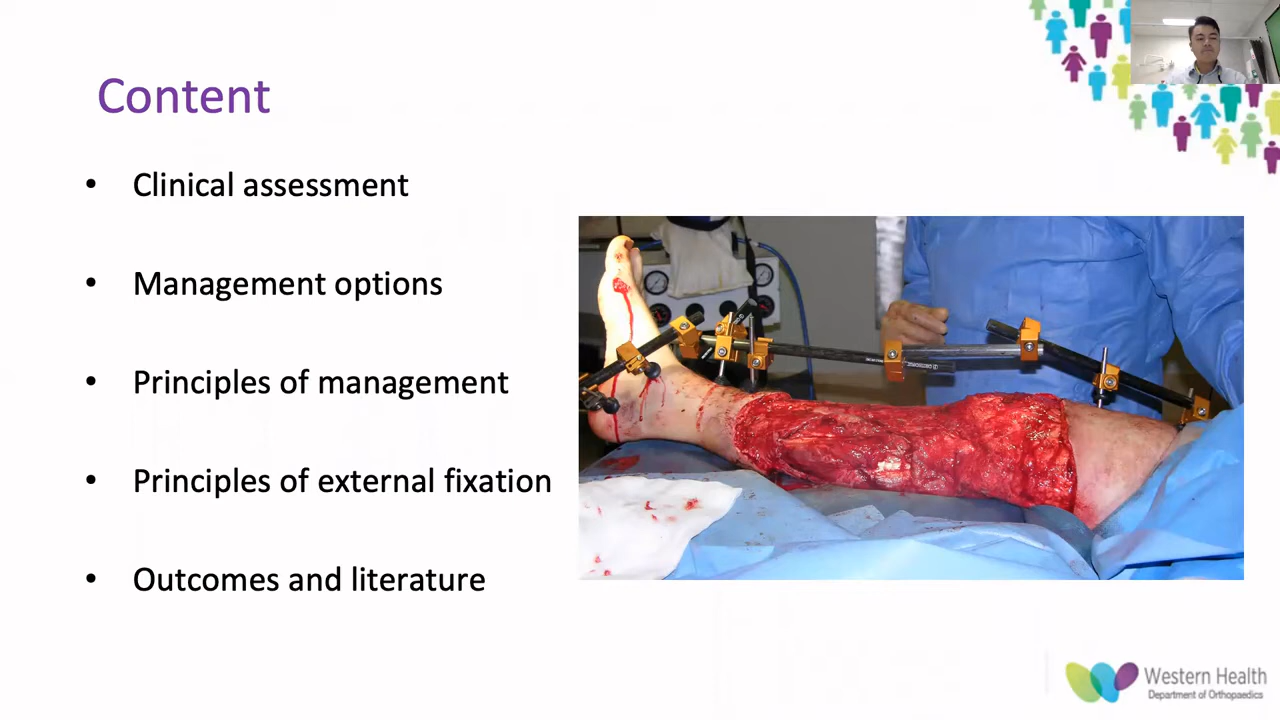 Content
• Clinical assessment
• Management options
• Principles of management
• Principles of external fixation
• Outcomes and literature
Western Health
Department of Orthopaedics